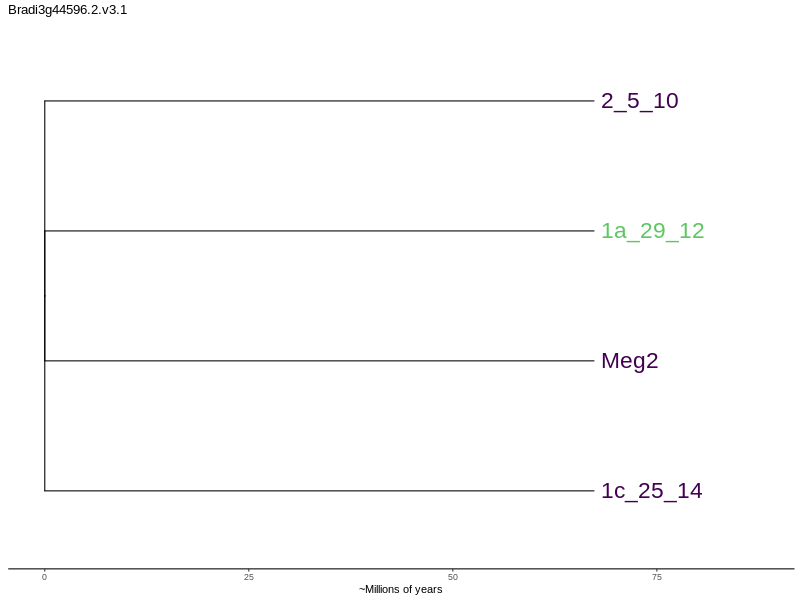 Bradi3g44596.2.v3.1
2_5_10
1a_29_12
Meg2
1c_25_14
0 25 50 75
~Millions of years